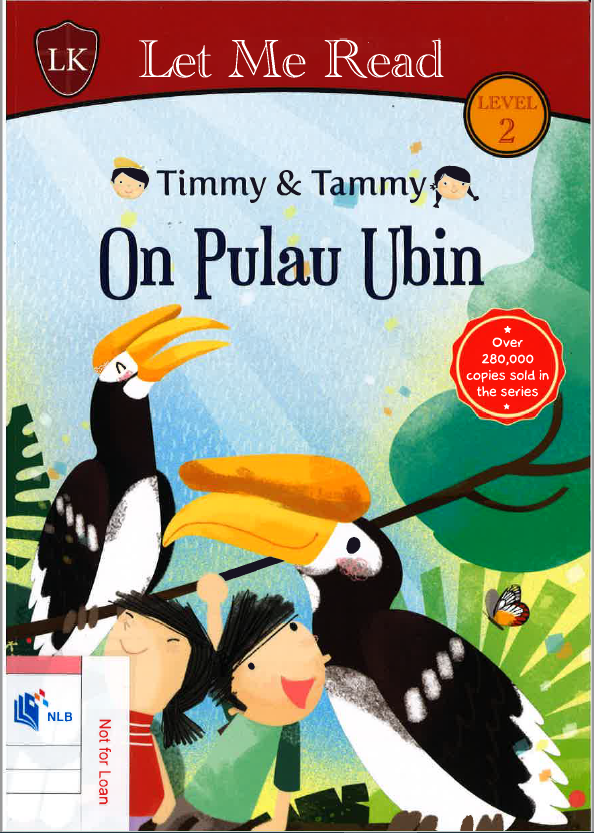 LK
Let Me Read
LEVEL
2
Timmy & Tammy
On Pulau Ubin
Over
280,000
copies sold in
the series
NLB
Not for Loan